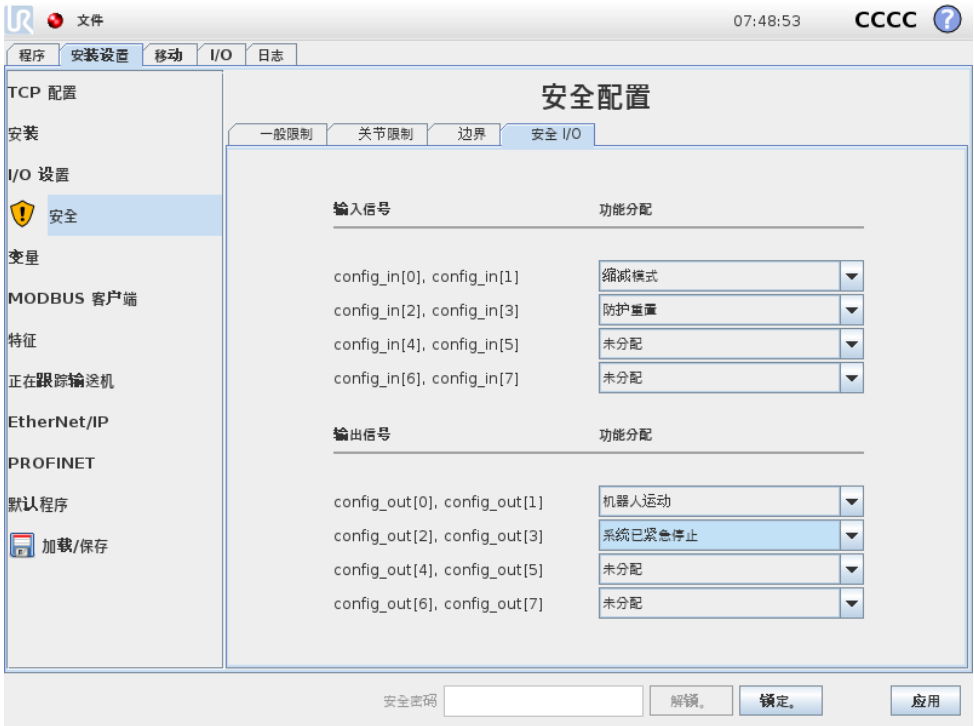 UR 文件 07:48:53 CCCC ?
程序 安装设置 移动 I/O 日志
TCP 配置
安装
I/O 设置
安全
变量
MODBUS 客户端
特征
正在跟踪输送机
EtherNet/IP
PROFINET
默认程序
加载/保存
安全配置
一般限制 关节限制 边界 安全 I/O
输入信号 功能分配
config_in[0], config_in[1] 缩减模式
config_in[2], config_in[3] 防护重置
config_in[4], config_in[5] 未分配
config_in[6], config_in[7] 未分配
输出信号 功能分配
config_out[0], config_out[1] 机器人运动
config_out[2], config_out[3] 系统已紧急停止
config_out[4], config_out[5] 未分配
config_out[6], config_out[7] 未分配
安全密码 解锁。 锁定。 应用